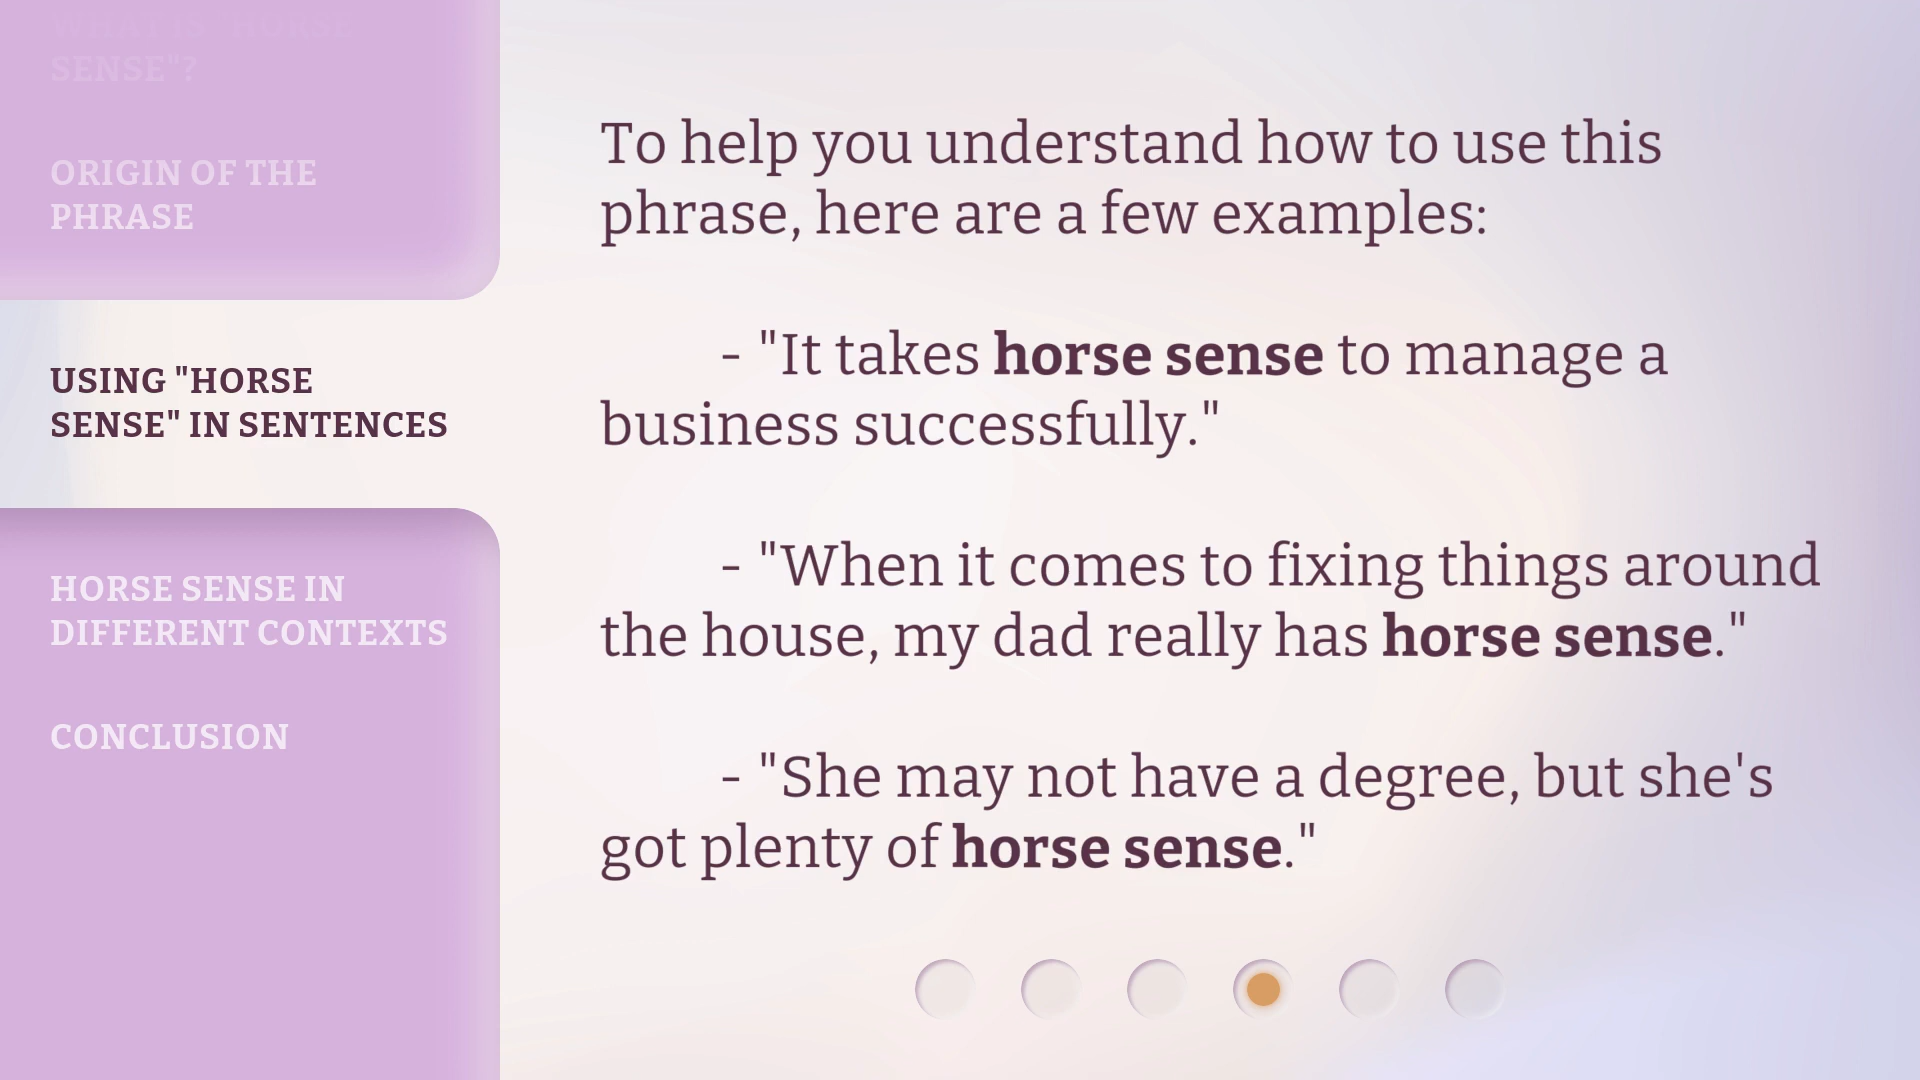 WHAT IS "HORSE
SENSE"?
ORIGIN OF THE
PHRASE
USING "HORSE
SENSE" IN SENTENCES
HORSE SENSE IN
DIFFERENT CONTEXTS
CONCLUSION
To help you understand how to use this
phrase, here are a few examples:
- "It takes horse sense to manage a
business successfully."
- "When it comes to fixing things around
the house, my dad really has horse sense."
- "She may not have a degree, but she's
got plenty of horse sense."